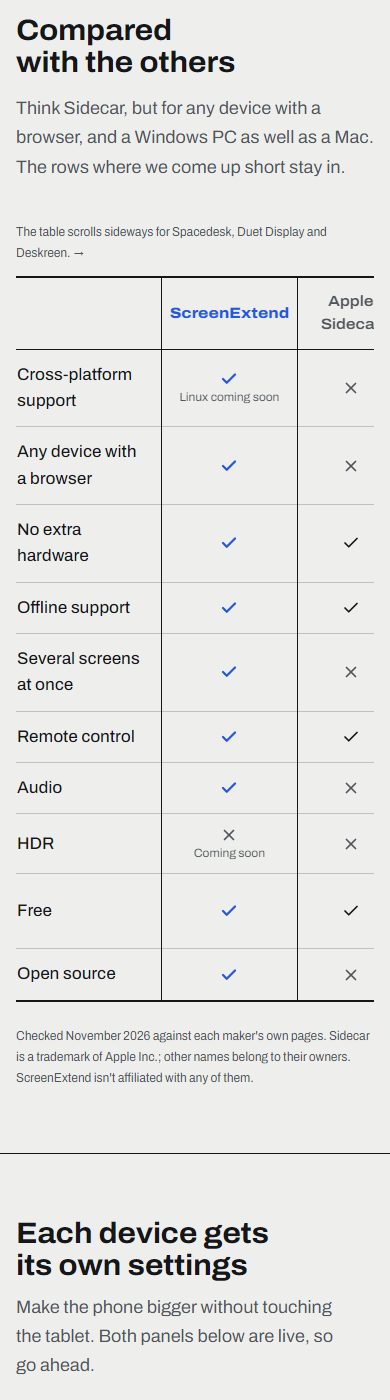 Compared
with the others
Think Sidecar, but for any device with a
browser, and a Windows PC as well as a Mac.
The rows where we come up short stay in.
The table scrolls sideways for Spacedesk, Duet Display and
Deskreen. →
ScreenExtend
Apple
Sideca
Cross-platform
support
Linux coming soon
Any device with
a browser
No extra
hardware
Offline support
Several screens
at once
Remote control
Audio
HDR
Coming soon
Free
Open source
Checked November 2026 against each maker's own pages. Sidecar
is a trademark of Apple Inc.; other names belong to their owners.
ScreenExtend isn't affiliated with any of them.
Each device gets
its own settings
Make the phone bigger without touching
the tablet. Both panels below are live, so
go ahead.